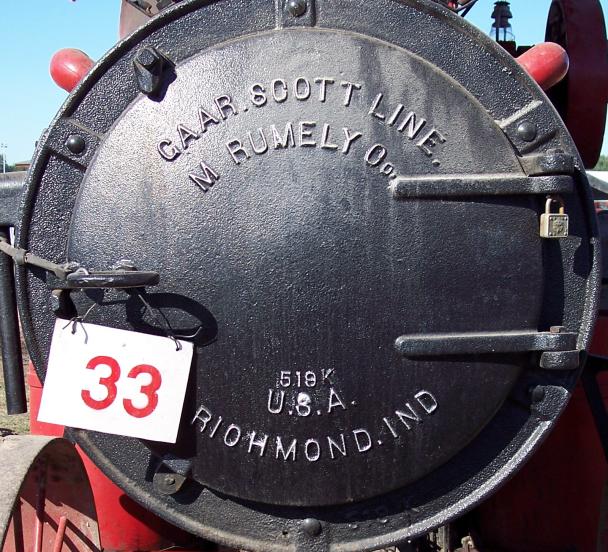 GAAR. SCOTT LINE.
M RUMELY Co.
33
519K
U.S.A.
RICHMOND. IND